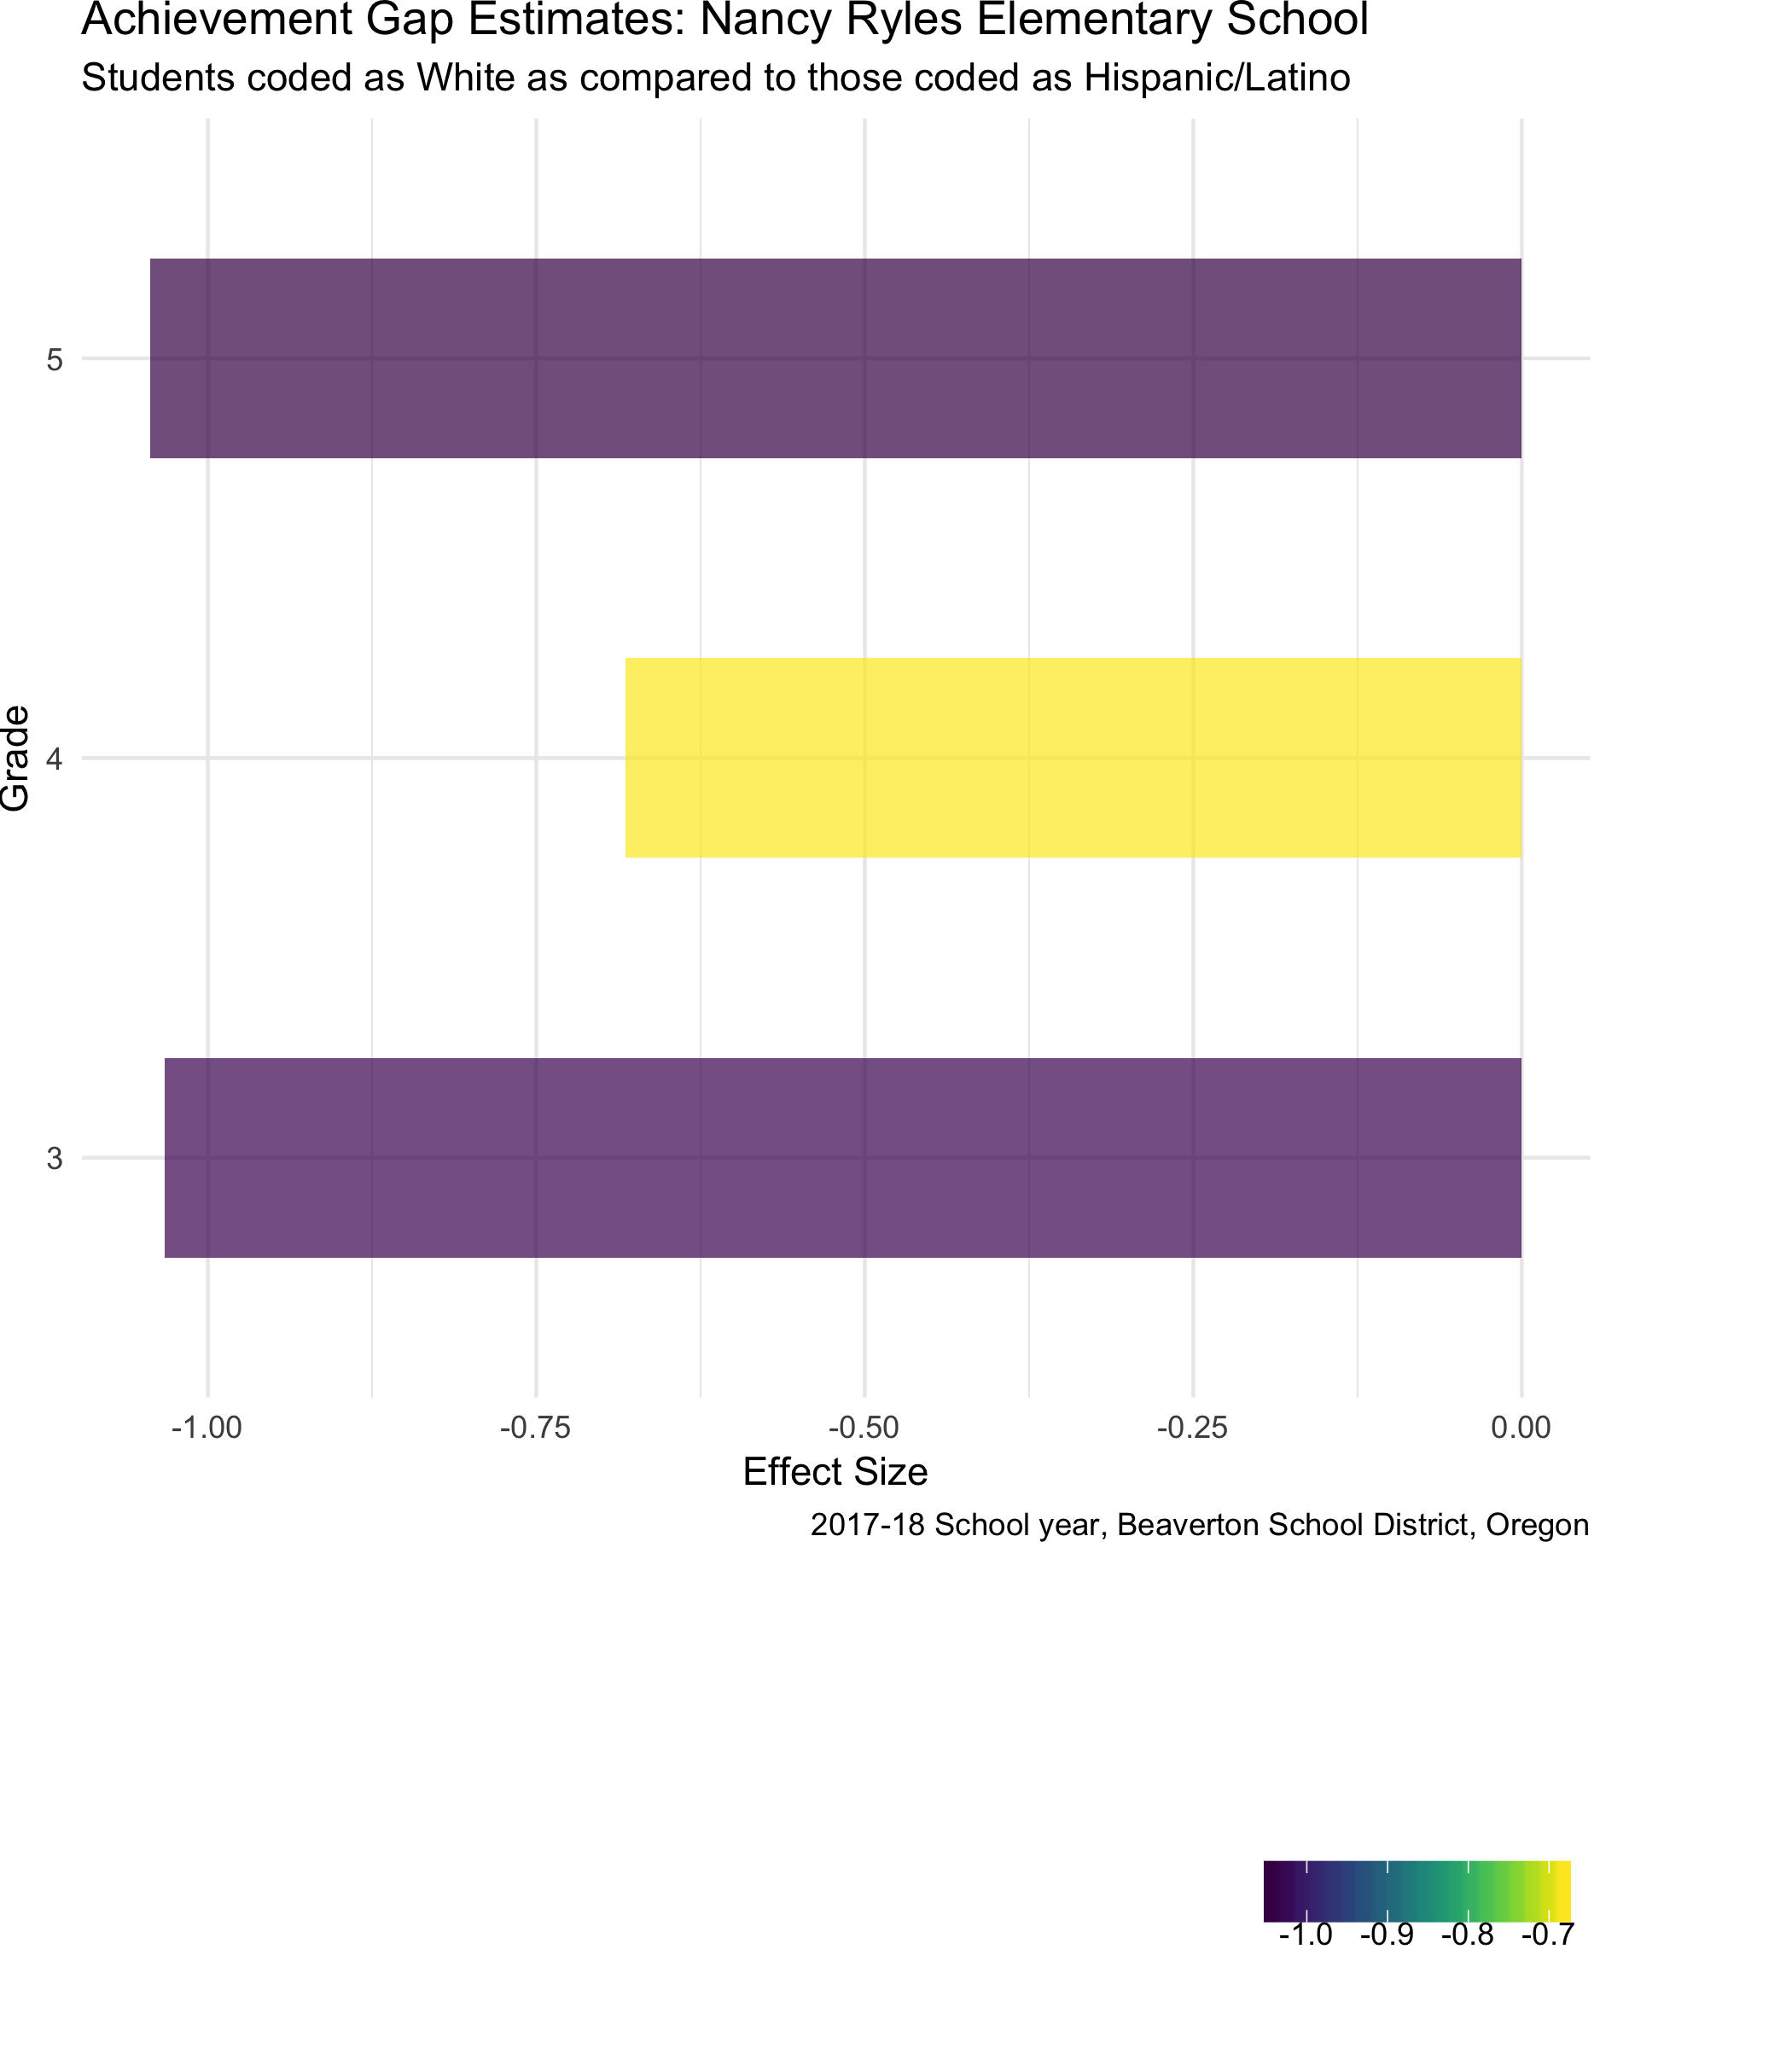 Achievement Gap Estimates: Nancy Ryles Elementary School
Students coded as White as compared to those coded as Hispanic/Latino
5
4
3
Grade
-1.00 -0.75 -0.50 -0.25 0.00
Effect Size
2017-18 School year, Beaverton School District, Oregon
-1.0 -0.9 -0.8 -0.7